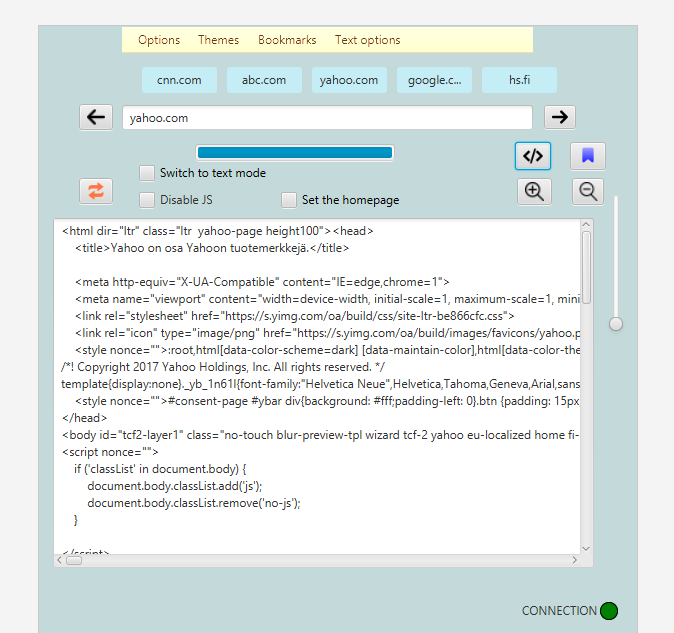 Options Themes Bookmarks Text options
cnn.com abc.com yahoo.com google.c... hs.fi
yahoo.com
</>
Switch to text mode
Disable JS Set the homepage
<html dir="ltr" class="ltr  yahoo-page height100"><head>
<title>Yahoo on osa Yahoon tuotemerkkejä.</title>
<meta http-equiv="X-UA-Compatible" content="IE=edge,chrome=1">
<meta name="viewport" content="width=device-width, initial-scale=1, maximum-scale=1, mini
<link rel="stylesheet" href="https://s.yimg.com/oa/build/css/site-ltr-be866cfc.css">
<link rel="icon" type="image/png" href="https://s.yimg.com/oa/build/images/favicons/yahoo.p
<style nonce="">:root,html[data-color-scheme=dark] [data-maintain-color],html[data-color-the
/*! Copyright 2017 Yahoo Holdings, Inc. All rights reserved. */
template{display:none}._yb_1n61l{font-family:"Helvetica Neue",Helvetica,Tahoma,Geneva,Arial,sans
<style nonce="">#consent-page #ybar div{background: #fff;padding-left: 0}.btn {padding: 15px
</head>
<body id="tcf2-layer1" class="no-touch blur-preview-tpl wizard tcf-2 yahoo eu-localized home fi-
<script nonce="">
if ('classList' in document.body) {
document.body.classList.add('js');
document.body.classList.remove('no-js');
}
</script>
CONNECTION